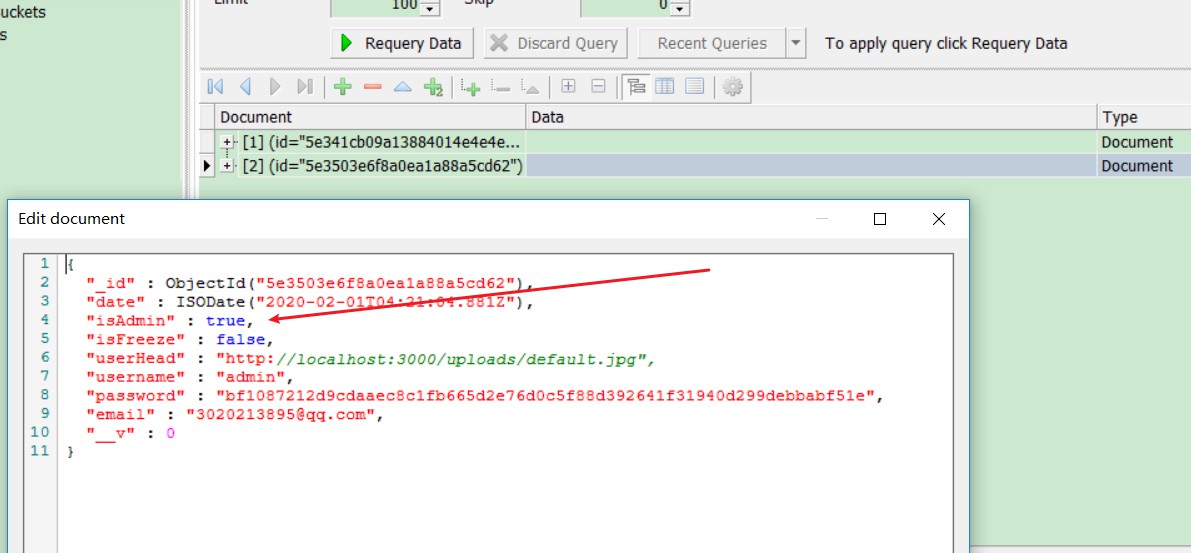 uckets
s
Limit
100
Skip
0
Requery Data
Discard Query
Recent Queries
To apply query click Requery Data
2
Document Data Type
[1] (id="5e341cb09a13884014e4e4e... Document
[2] (id="5e3503e6f8a0ea1a88a5cd62") Document
Edit document
1 {
2 "_id" : ObjectId("5e3503e6f8a0ea1a88a5cd62"),
3 "date" : ISODate("2020-02-01T04:21:04.881Z"),
4 "isAdmin" : true,
5 "isFreeze" : false,
6 "userHead" : "http://localhost:3000/uploads/default.jpg",
7 "username" : "admin",
8 "password" : "bf1087212d9cdaaec8c1fb665d2e76d0c5f88d392641f31940d299debbabf51e",
9 "email" : "3020213895@qq.com",
10 "__v" : 0
11 }